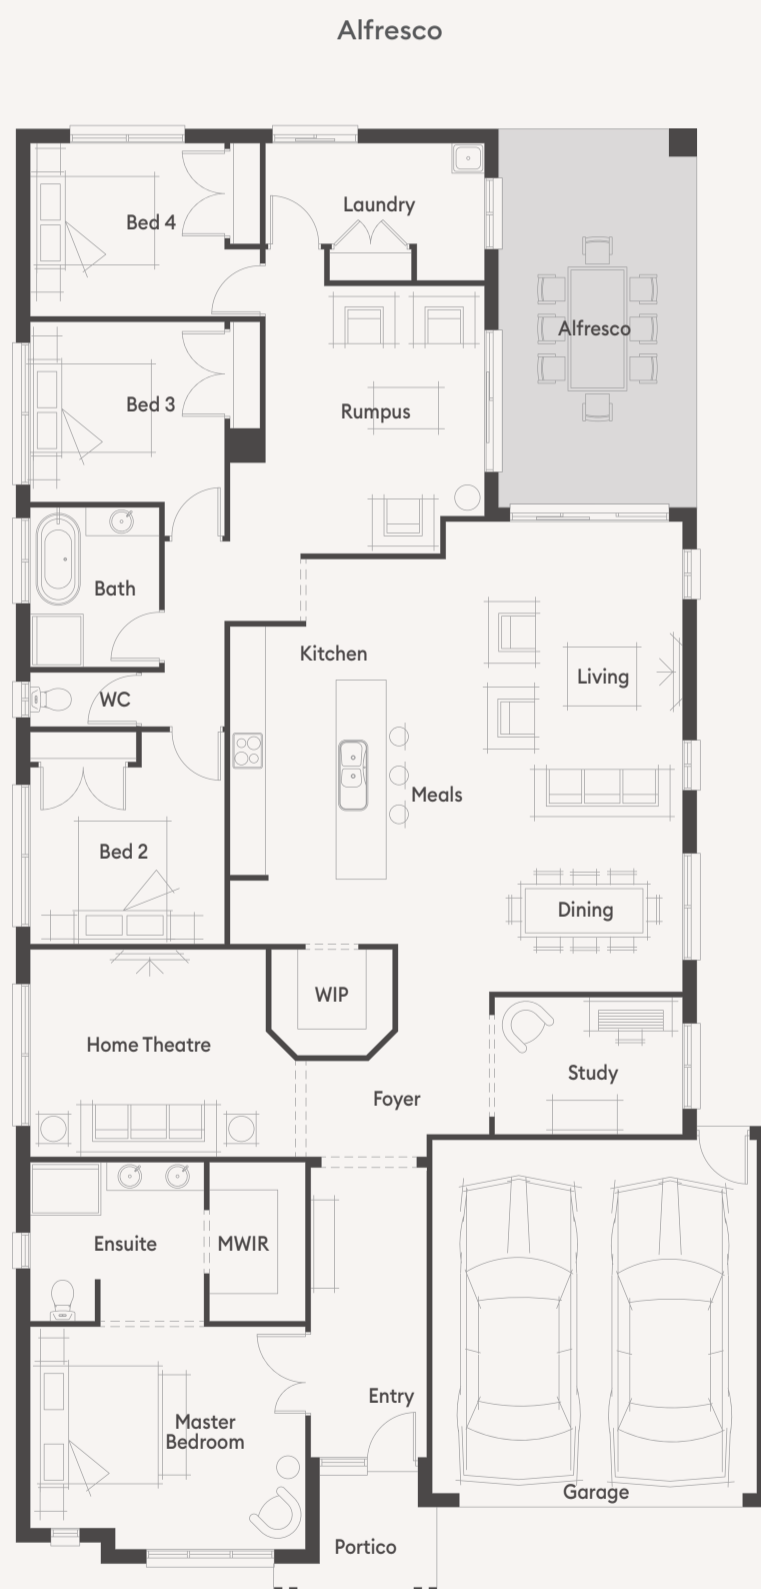 Alfresco
Bed 4
Laundry
Alfresco
Bed 3
Rumpus
Bath
Kitchen
Living
WC
Meals
Bed 2
Dining
WIP
Home Theatre
Study
Foyer
Ensuite
MWIR
Entry
Master
Bedroom
Garage
Portico